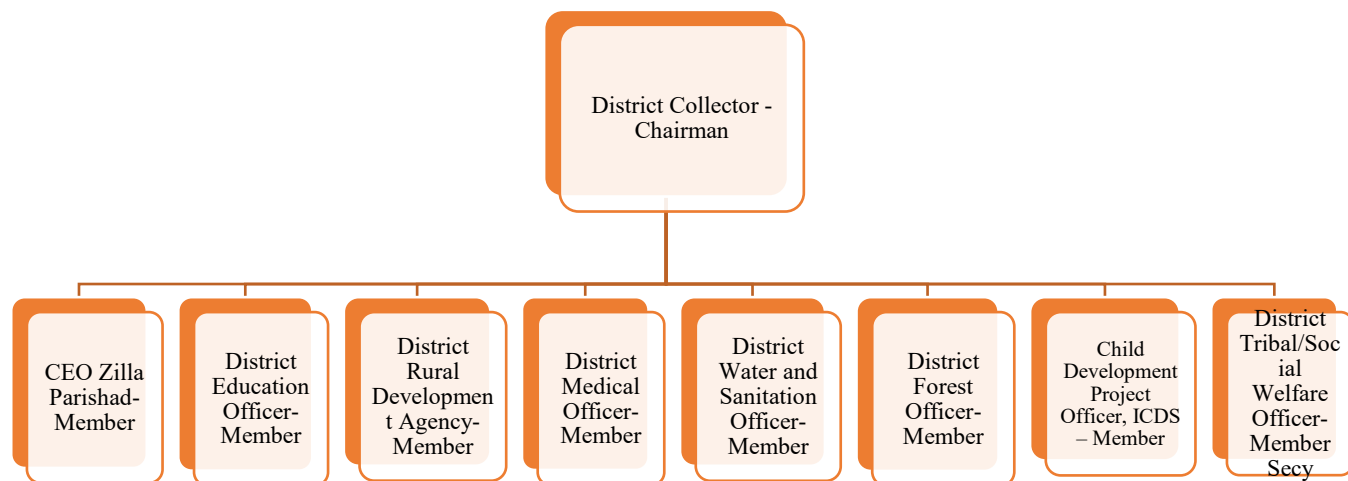 District Collector -
Chairman
CEO Zilla
Parishad-
Member
District
Education
Officer-
Member
District
Rural
Developmen
t Agency-
Member
District
Medical
Officer-
Member
District
Water and
Sanitation
Officer-
Member
District
Forest
Officer-
Member
Child
Development
Project
Officer, ICDS
– Member
District
Tribal/Soc
ial
Welfare
Officer-
Member
Secy